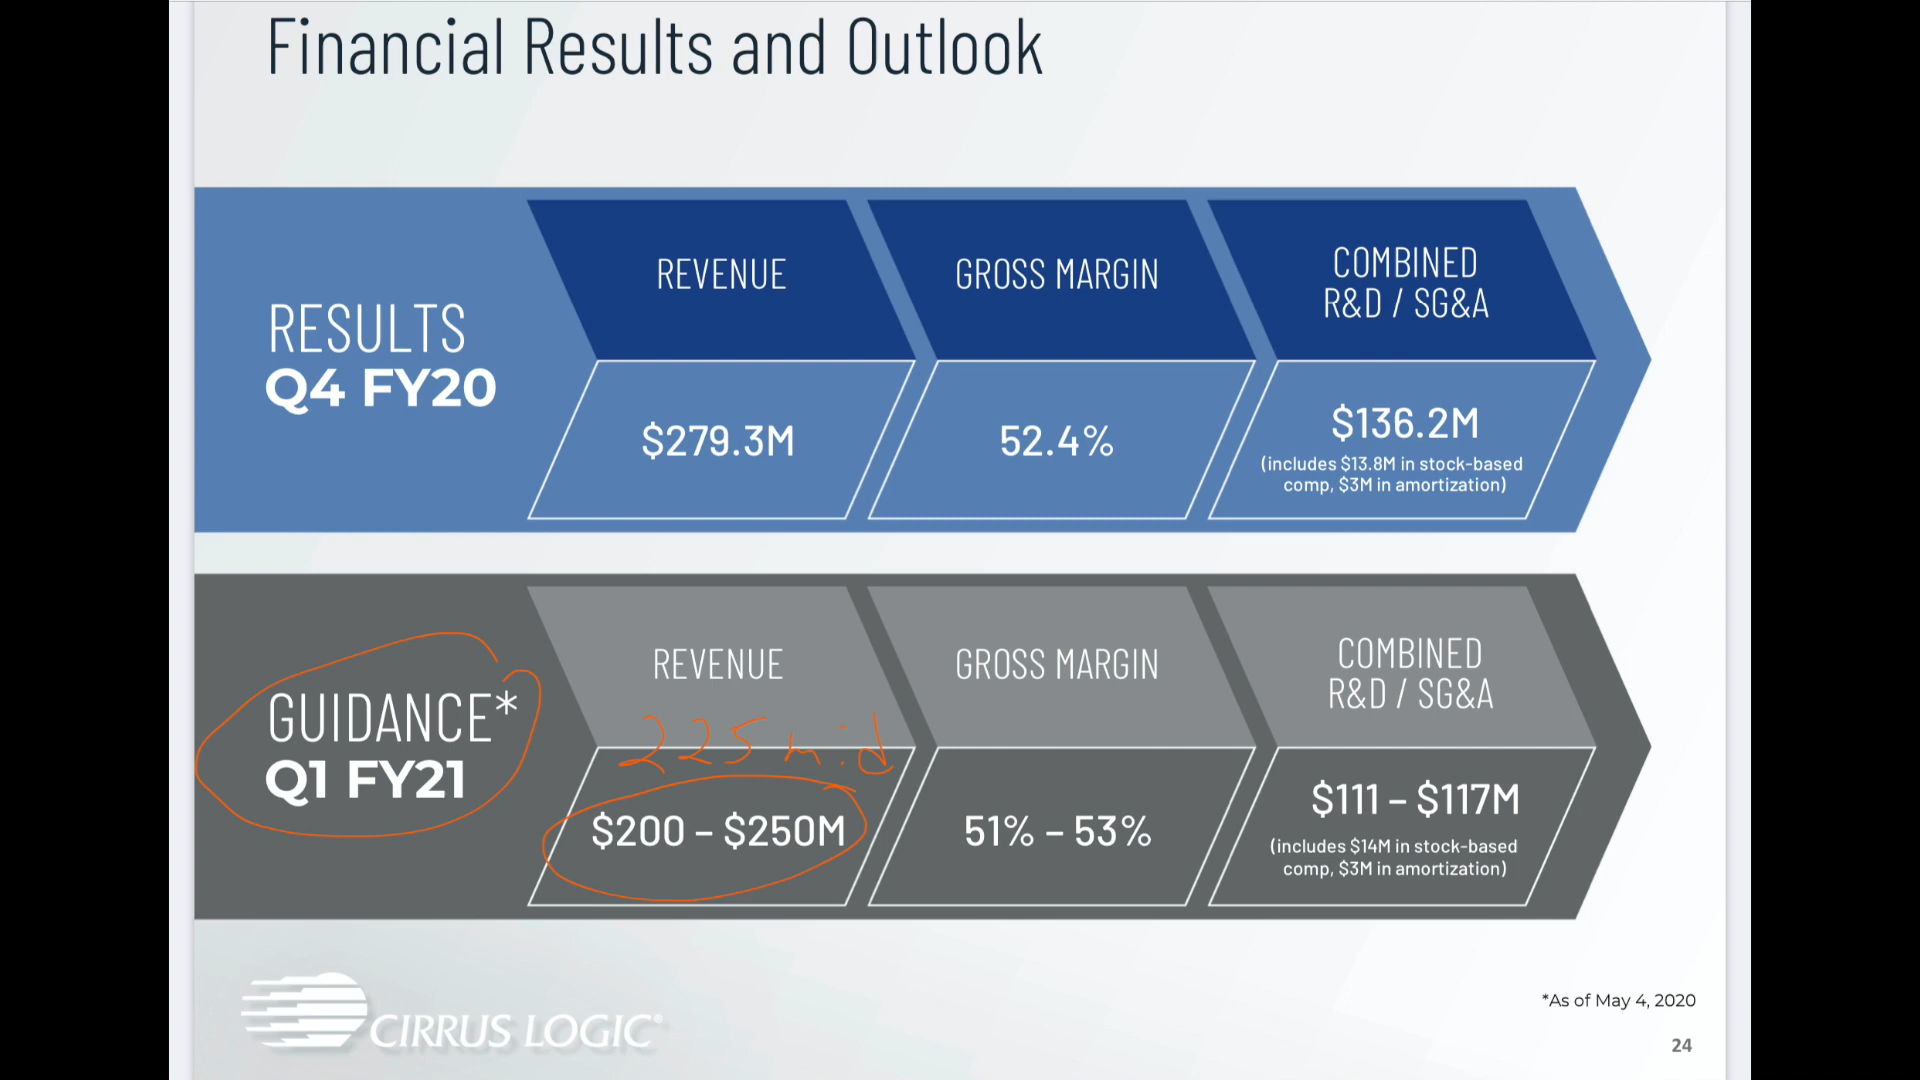 Financial Results and Outlook
RESULTS
Q4 FY20
REVENUE
GROSS MARGIN
COMBINED
R&D / SG&A
$279.3M
52.4%
$136.2M
(includes $13.8M in stock-based
comp, $3M in amortization)
GUIDANCE*
Q1 FY21
REVENUE
GROSS MARGIN
COMBINED
R&D / SG&A
225 mid
$200 – $250M
51% – 53%
$111 – $117M
(includes $14M in stock-based
comp, $3M in amortization)
CIRRUS LOGIC®
*As of May 4, 2020
24